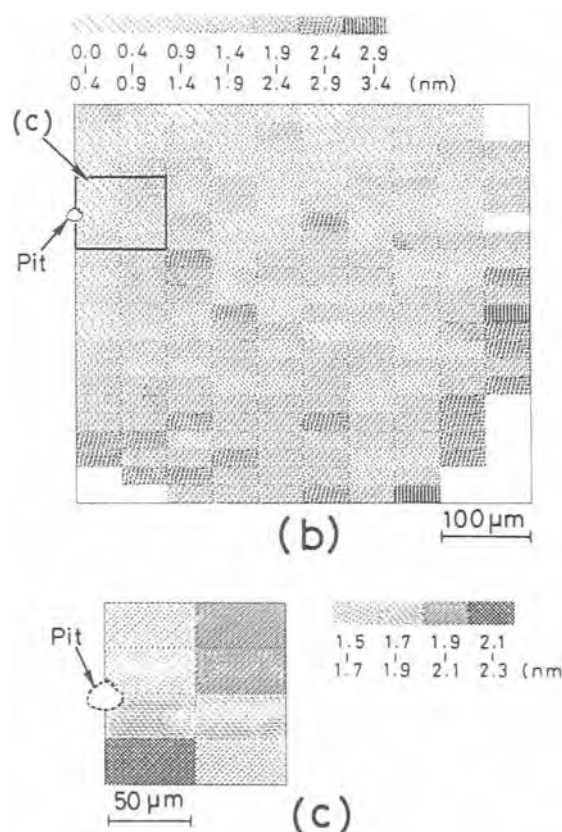 0.0 0.4 0.9 1.4 1.9 2.4 2.9
0.4 0.9 1.4 1.9 2.4 2.9 3.4 (nm)
(c)
Pit
100 μm
(b)
Pit
1.5 1.7 1.9 2.1
1.7 1.9 2.1 2.3 (nm
50 μm
(c)